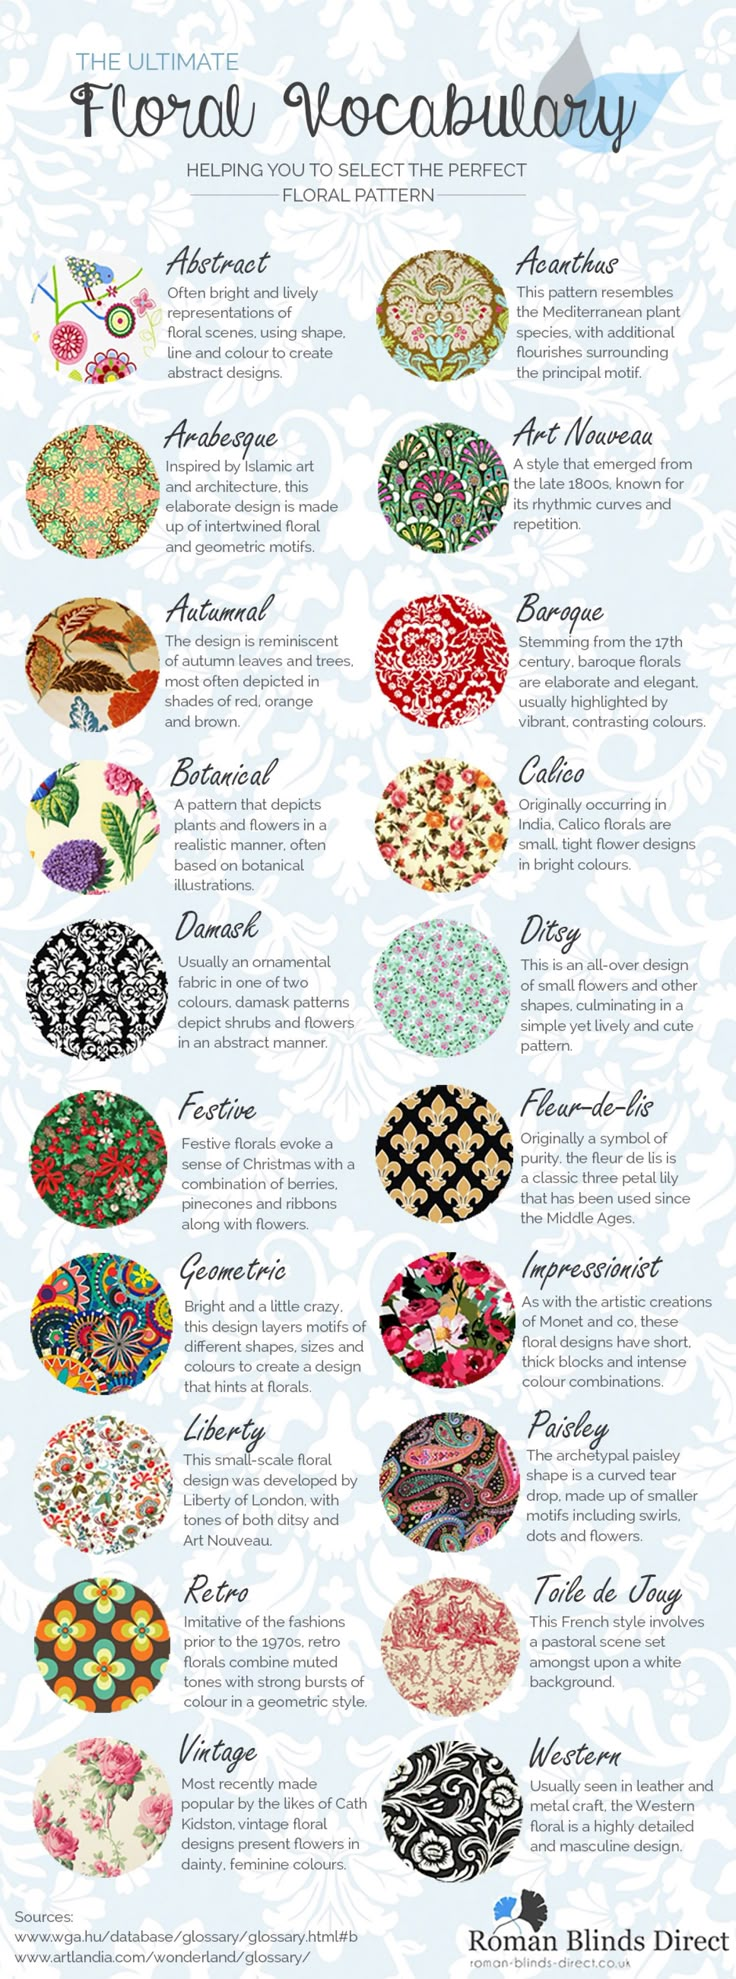 THE ULTIMATE
Floral Vocabulary
HELPING YOU TO SELECT THE PERFECT
FLORAL PATTERN
Abstract
Often bright and lively
representations of
floral scenes, using shape,
line and colour to create
abstract designs.
Acanthus
This pattern resembles
the Mediterranean plant
species, with additional
flourishes surrounding
the principal motif.
Arabesque
Inspired by Islamic art
and architecture, this
elaborate design is made
up of intertwined floral
and geometric motifs.
Art Nouveau
A style that emerged from
the late 1800s, known for
its rhythmic curves and
repetition.
Autumnal
The design is reminiscent
of autumn leaves and trees,
most often depicted in
shades of red, orange
and brown.
Baroque
Stemming from the 17th
century, baroque florals
are elaborate and elegant,
usually highlighted by
vibrant, contrasting colours.
Botanical
A pattern that depicts
plants and flowers in a
realistic manner, often
based on botanical
illustrations.
Calico
Originally occurring in
India, Calico florals are
small, tight flower designs
in bright colours.
Damask
Usually an ornamental
fabric in one of two
colours, damask patterns
depict shrubs and flowers
in an abstract manner.
Ditsy
This is an all-over design
of small flowers and other
shapes, culminating in a
simple yet lively and cute
pattern.
Festive
Festive florals evoke a
sense of Christmas with a
combination of berries,
pinecones and ribbons
along with flowers.
Fleur-de-lis
Originally a symbol of
purity. the fleur de lis is
a classic three petal lily
that has been used since
the Middle Ages.
Geometric
Bright and a little crazy.
this design layers motifs of
different shapes, sizes and
colours to create a design
that hints at florals.
Impressionist
As with the artistic creations
of Monet and co, these
floral designs have short,
thick blocks and intense
colour combinations.
Liberty
This small-scale floral
design was developed by
Liberty of London, with
tones of both ditsy and
Art Nouveau.
Paisley
The archetypal paisley
shape is a curved tear
drop, made up of smaller
motifs including swirls,
dots and flowers.
Retro
Imitative of the fashions
prior to the 1970s, retro
florals combine muted
tones with strong bursts of
colour in a geometric style.
Toile de Jouy
This French style involves
a pastoral scene set
amongst upon a white
background.
Vintage
Most recently made
popular by the likes of Cath
Kidston, vintage floral
designs present flowers in
dainty, feminine colours.
Western
Usually seen in leather and
metal craft, the Western
floral is a highly detailed
and masculine design.
Sources:
www.wga.hu/database/glossary/glossary.html#b
www.artlandia.com/wonderland/glossary/
Roman Blinds Direct
roman-blinds-direct.co.uk